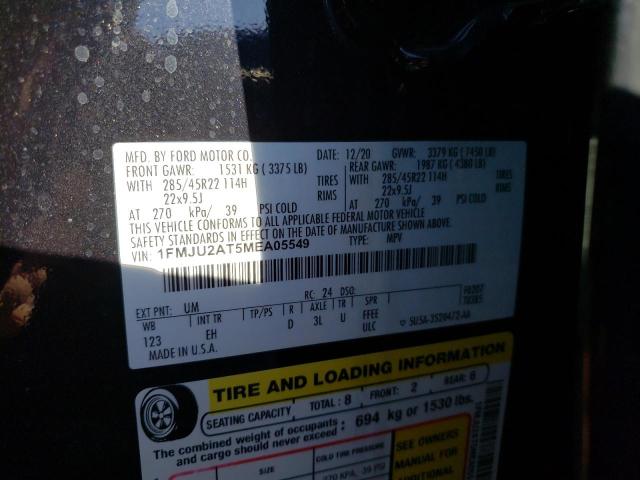 MFD. BY FORD MOTOR CO.
DATE: 12/20 GVWR: 3379 KG ( 7450 LB)
FRONT GAWR: 1531 KG ( 3375 LB)
REAR GAWR: 1987 KG ( 4380 LB)
WITH 285/45R22 114H TIRES
WITH 285/45R22 114H TIRES
22x9.5J RIMS
22x9.5J RIMS
AT 270 kPa/ 39 PSI COLD
AT 270 kPa/ 39 PSI COLD
THIS VEHICLE CONFORMS TO ALL APPLICABLE FEDERAL MOTOR VEHICLE
SAFETY STANDARDS IN EFFECT ON THE DATE OF MANUFACTURE SHOWN ABOVE.
VIN: 1FMJU2AT5MEA05549
TYPE: MPV
EXT PNT: UM RC: 24 DSO:
WB INT TR TP/PS R AXLE TR SPR
123 EH D 3L U FFEE
ULC
MADE IN U.S.A.
TIRE AND LOADING INFORMATION
SEATING CAPACITY TOTAL: 8 FRONT: 2 REAR: 6
The combined weight of occupants
and cargo should never exceed: 694 kg or 1530 lbs.
SIZE COLD TIRE PRESSURE
SEE OWNERS
MANUAL FOR
ADDITIONAL